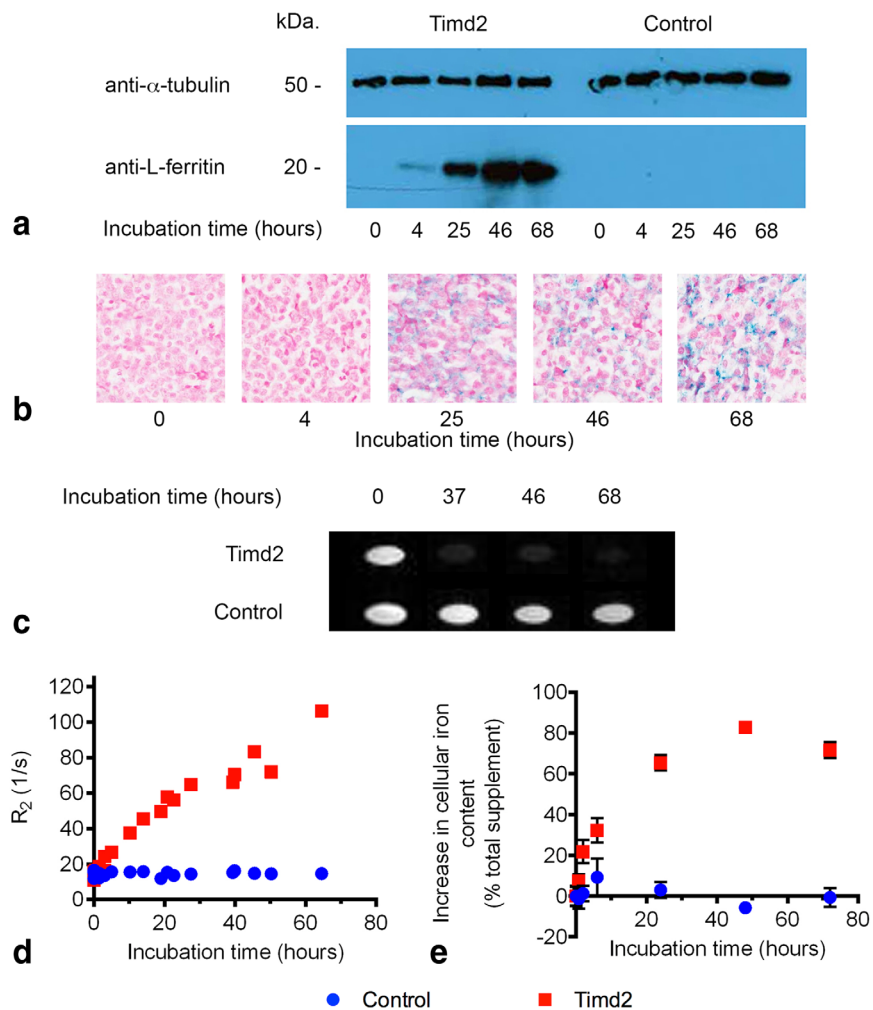 kDa. Timd2 Control
anti-α-tubulin 50 -
anti-L-ferritin 20 -
a Incubation time (hours) 0 4 25 46 68 0 4 25 46 68
b 0 4 25 46 68
Incubation time (hours)
Incubation time (hours) 0 37 46 68
Timd2
c Control
R2 (1/s)
120
100
80
60
40
20
0
0 20 40 60 80
d Incubation time (hours)
Increase in cellular iron
content
(% total supplement)
100
80
60
40
20
0
-20
20 40 60 80
e Incubation time (hours)
Control Timd2